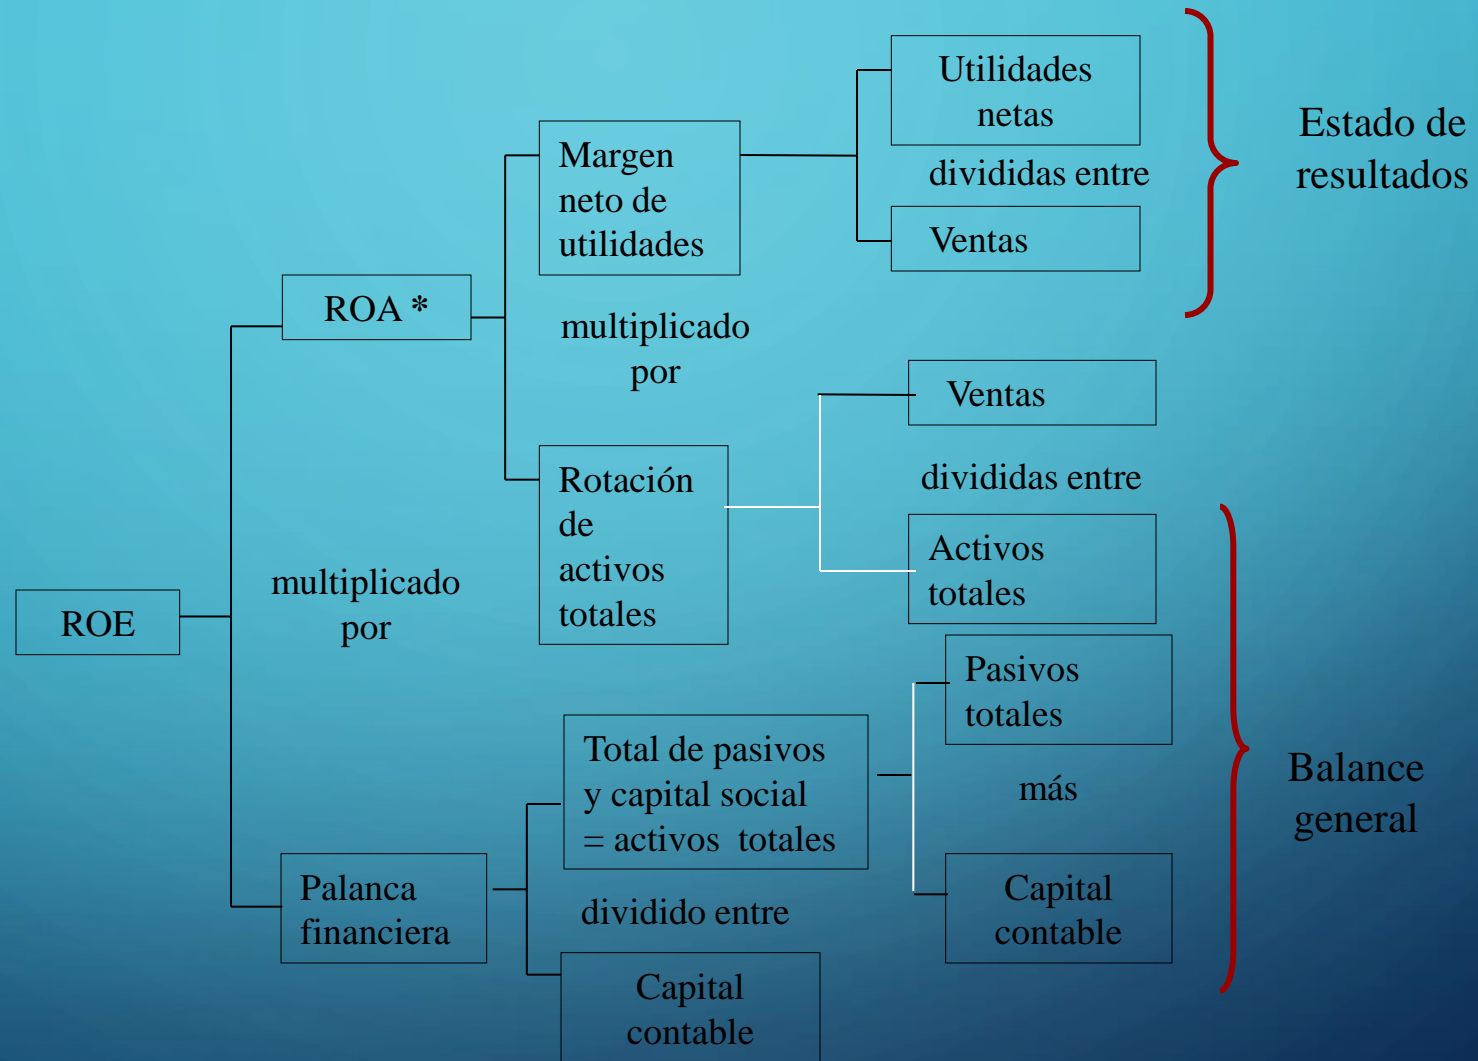 Utilidades
netas
Estado de
resultados
divididas entre
Ventas
Margen
neto de
utilidades
ROA *
multiplicado
por
Ventas
divididas entre
Rotación
de
activos
totales
Activos
totales
multiplicado
por
ROE
Pasivos
totales
Total de pasivos
y capital social
= activos totales
más
Balance
general
Palanca
financiera
dividido entre
Capital
contable
Capital
contable